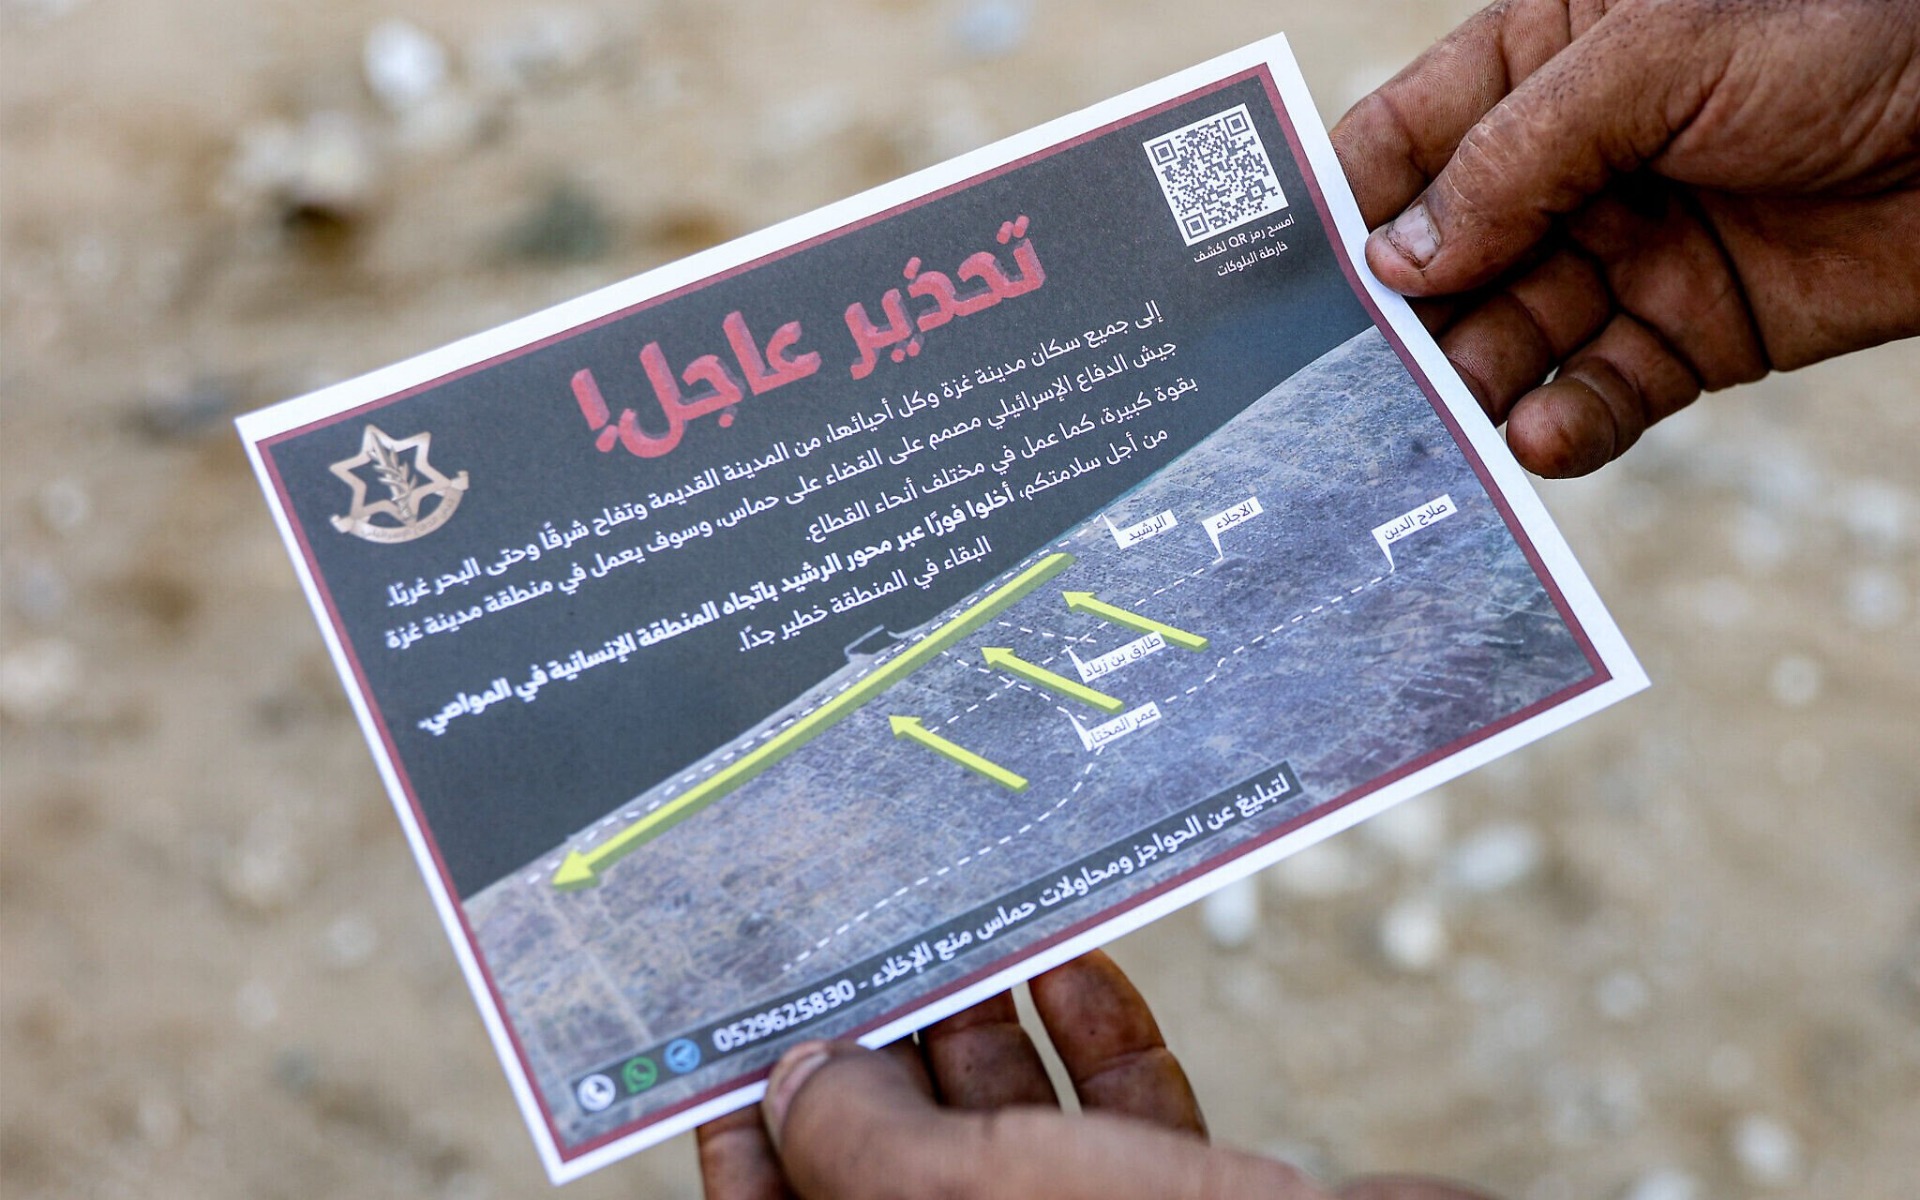 امسح رمز QR لكشف
خارطة البلوكات
تحذير عاجل!
إلى جميع سكان مدينة غزة وكل أحيائها، من المدينة القديمة وتفاح شرقًا وحتى البحر غربًا.
جيش الدفاع الإسرائيلي مصمم على القضاء على حماس، وسوف يعمل في منطقة مدينة غزة
بقوة كبيرة، كما عمل في مختلف أنحاء القطاع.
من أجل سلامتكم، أخلوا فورًا عبر محور الرشيد باتجاه المنطقة الإنسانية في المواصي.
البقاء في المنطقة خطير جدًا.
الرشيد
الاجلاء
صلاح الدين
طارق بن زياد
عمر المختار
لتبليغ عن الحواجز ومحاولات حماس منع الإخلاء - 0529625830